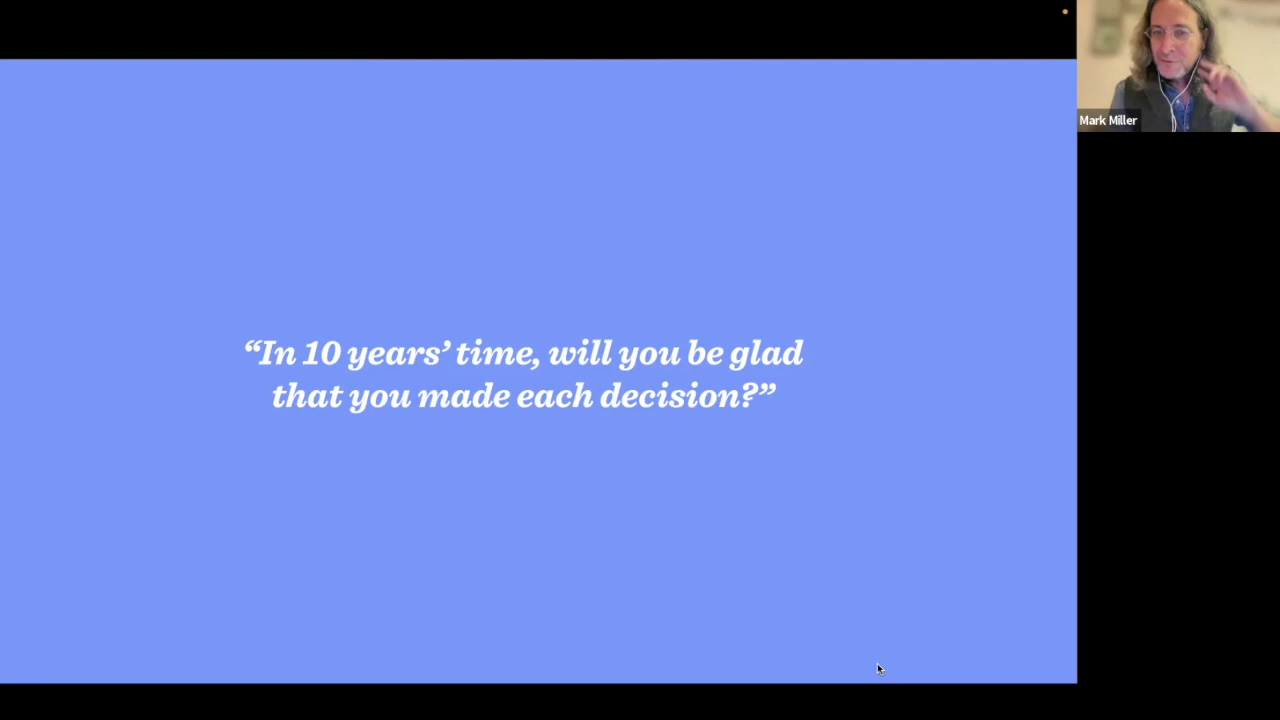 “In 10 years’ time, will you be glad
that you made each decision?”
Mark Miller